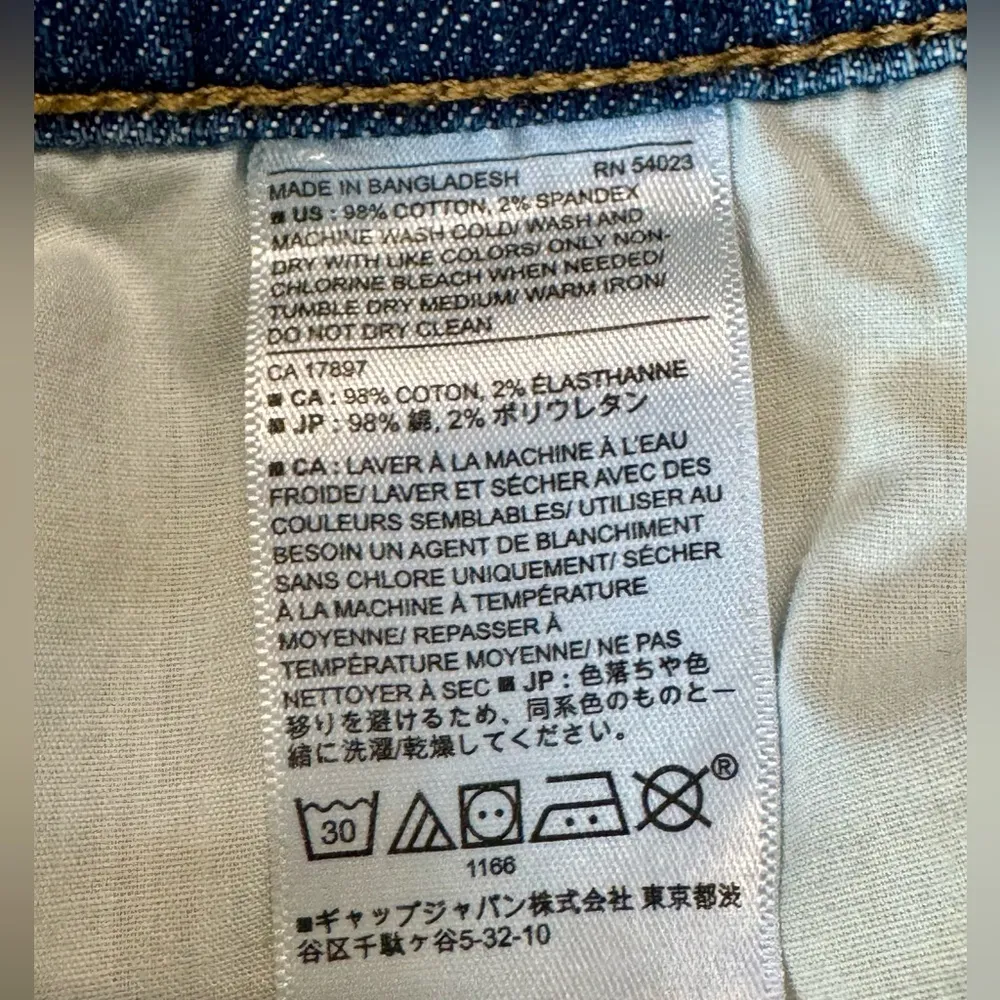 MADE IN BANGLADESH RN 54023
■ US : 98% COTTON, 2% SPANDEX
MACHINE WASH COLD/ WASH AND
DRY WITH LIKE COLORS/ ONLY NON-
CHLORINE BLEACH WHEN NEEDED/
TUMBLE DRY MEDIUM/ WARM IRON/
DO NOT DRY CLEAN
CA 17897
■ CA : 98% COTON, 2% ÉLASTHANNE
■ JP : 98% 綿, 2% ポリウレタン
■ CA : LAVER À LA MACHINE À L'EAU
FROIDE/ LAVER ET SÉCHER AVEC DES
COULEURS SEMBLABLES/ UTILISER AU
BESOIN UN AGENT DE BLANCHIMENT
SANS CHLORE UNIQUEMENT/ SÉCHER
À LA MACHINE À TEMPÉRATURE
MOYENNE/ REPASSER À
TEMPÉRATURE MOYENNE/ NE PAS
NETTOYER À SEC ■ JP : 色落ちや色
移りを避けるため、同系色のものと一
緒に洗濯/乾燥してください。
30 ®
1166
■ギャップジャパン株式会社 東京都渋
谷区千駄ヶ谷5-32-10